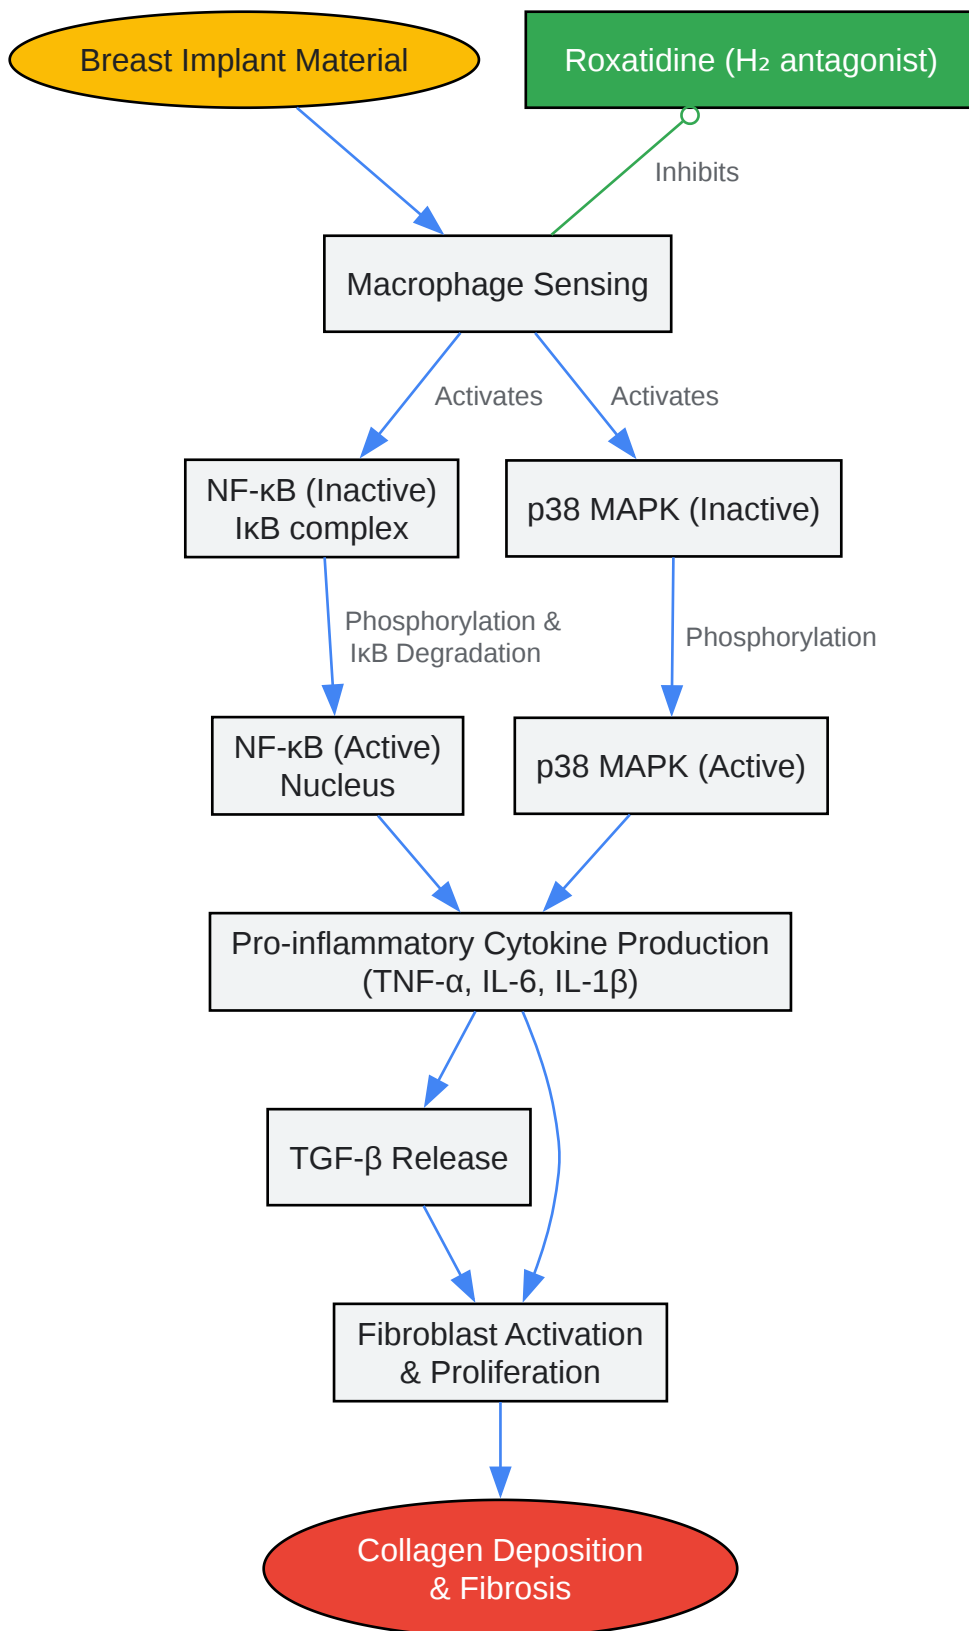 Breast Implant Material
Roxatidine (H₂ antagonist)
Inhibits
Macrophage Sensing
Activates
Activates
NF-κB (Inactive)
IκB complex
p38 MAPK (Inactive)
Phosphorylation &
IκB Degradation
Phosphorylation
NF-κB (Active)
Nucleus
p38 MAPK (Active)
Pro-inflammatory Cytokine Production
(TNF-α, IL-6, IL-1β)
TGF-β Release
Fibroblast Activation
& Proliferation
Collagen Deposition
& Fibrosis